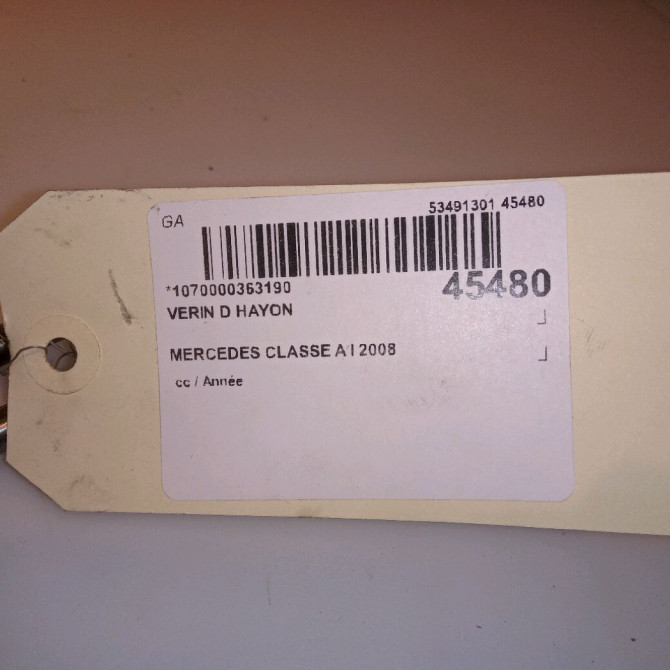 GA
53491301 45480
*1070000363190
45480
VERIN D HAYON
MERCEDES CLASSE A I 2008
cc / Année